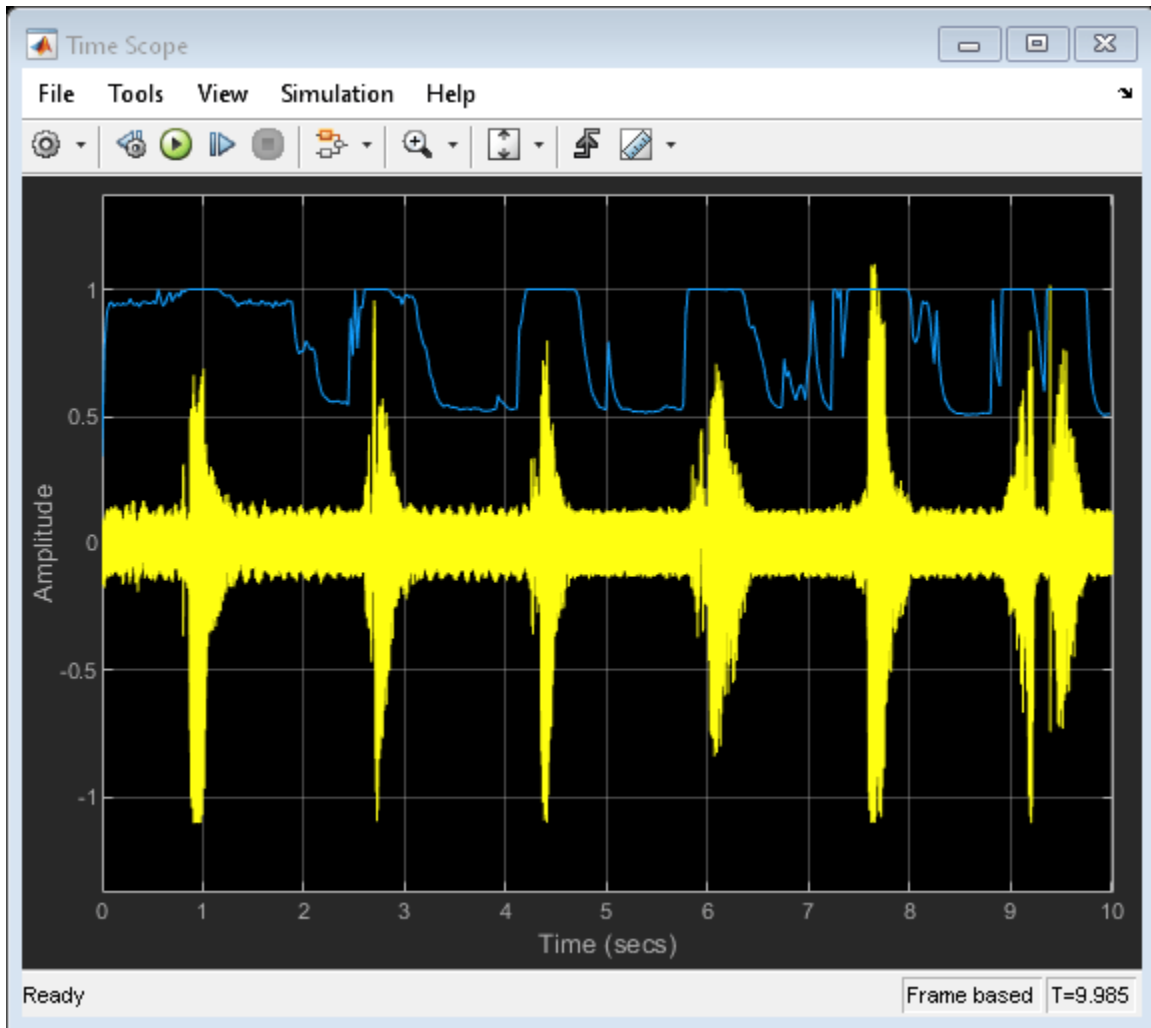 Time Scope
File Tools View Simulation Help
1
0.5
0
-0.5
-1
Amplitude
0 1 2 3 4 5 6 7 8 9 10
Time (secs)
Ready Frame based T=9.985